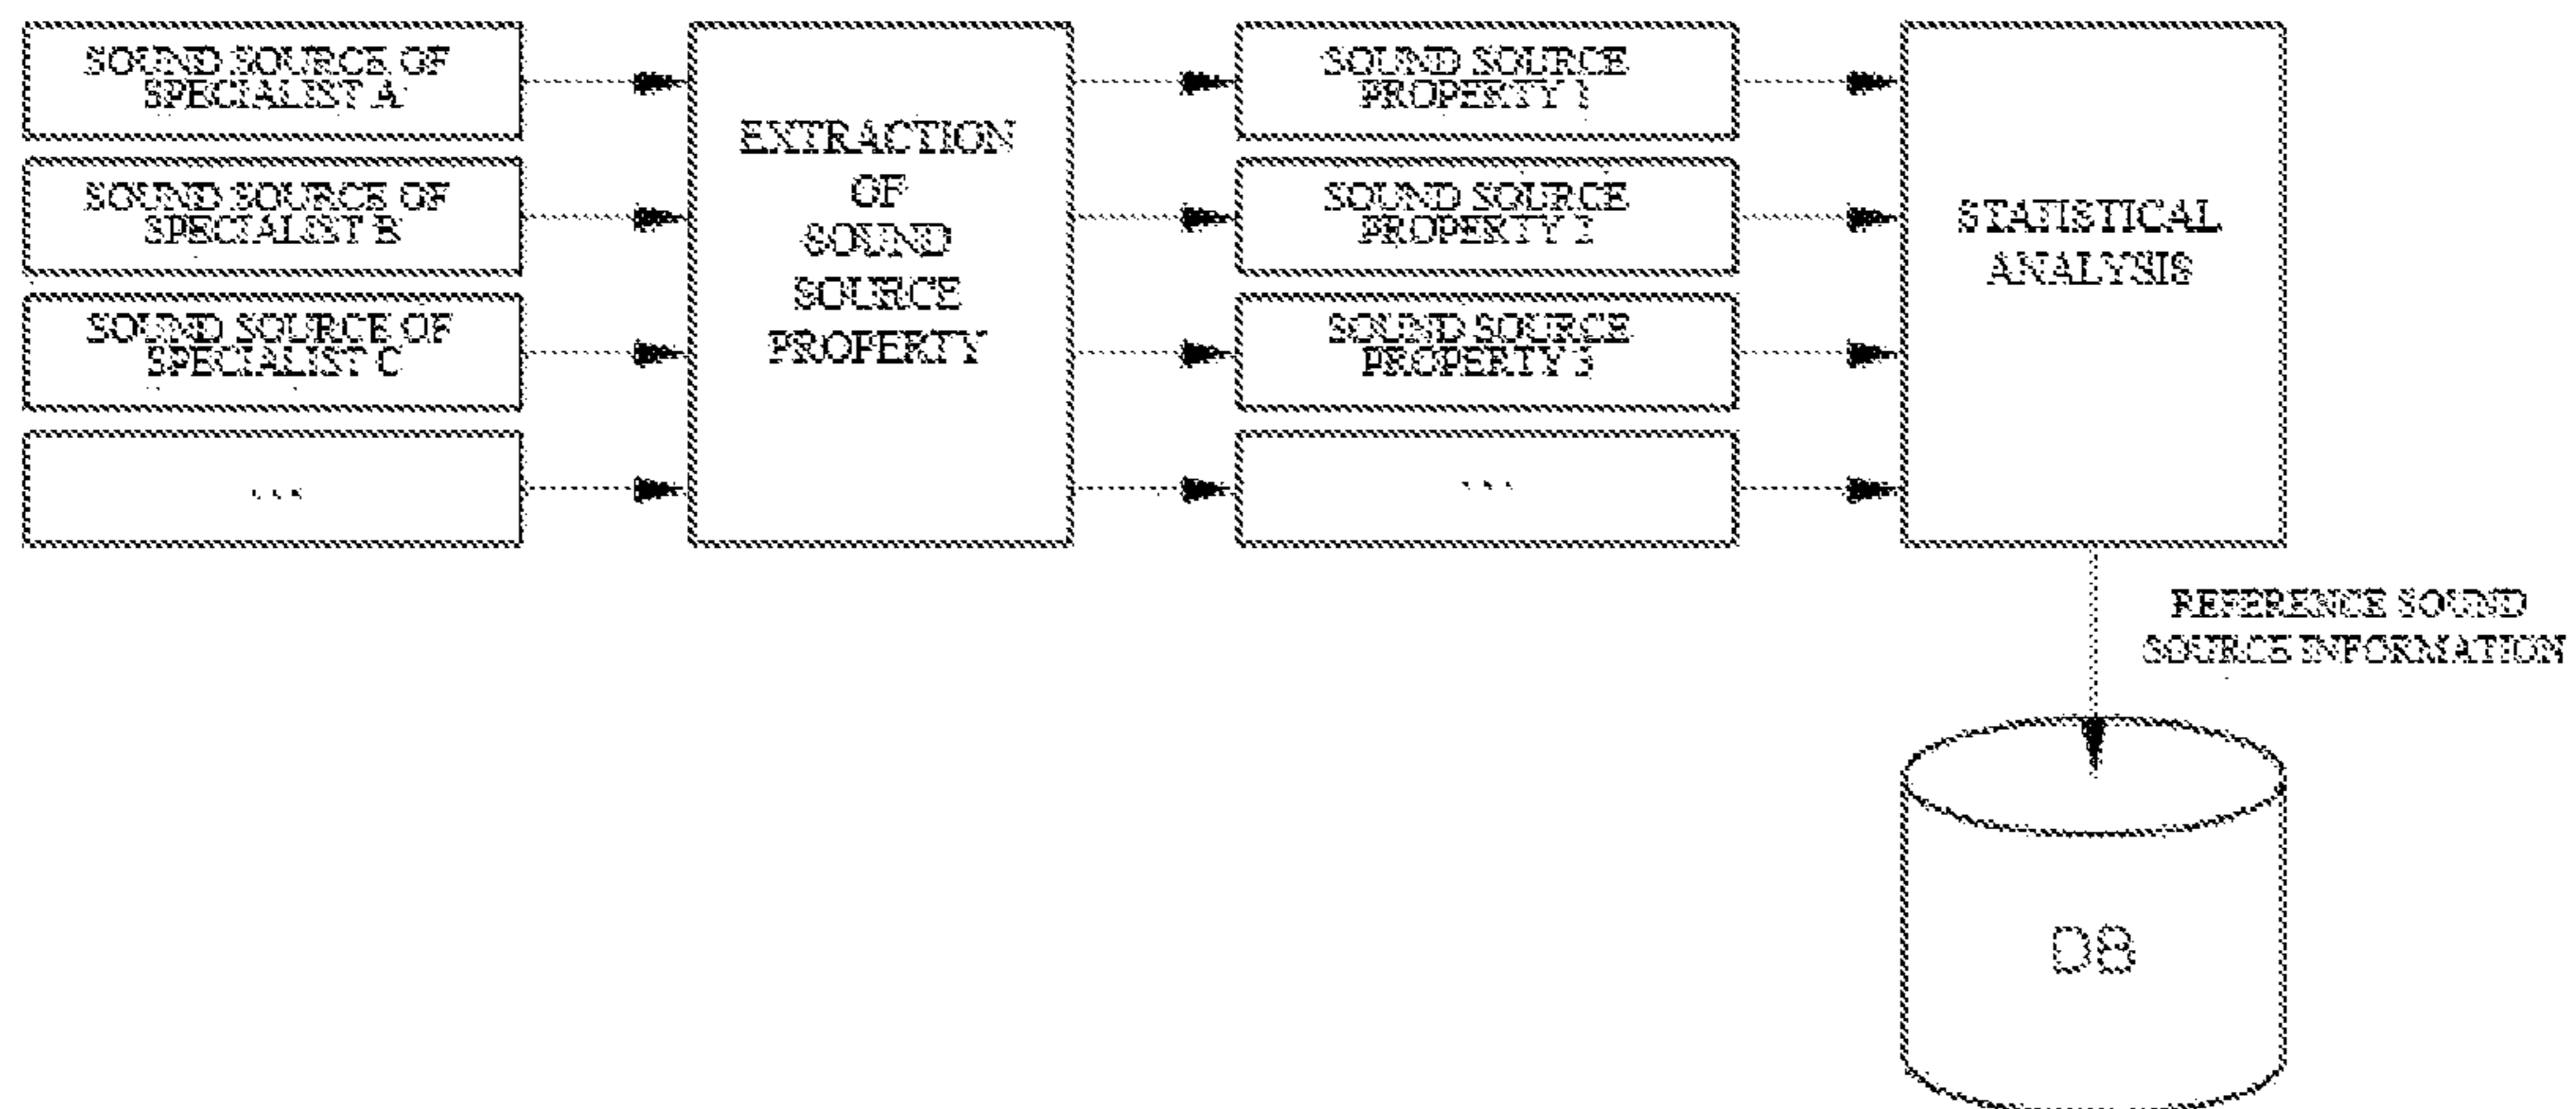 SOUND SOURCE OF
SPECIALIST A
SOUND SOURCE OF
SPECIALIST B
SOUND SOURCE OF
SPECIALIST C
...
EXTRACTION
OF
SOUND
SOURCE
PROPERTY
SOUND SOURCE
PROPERTY 1
SOUND SOURCE
PROPERTY 2
SOUND SOURCE
PROPERTY 3
...
STATISTICAL
ANALYSIS
REFERENCE SOUND
SOURCE INFORMATION
DB